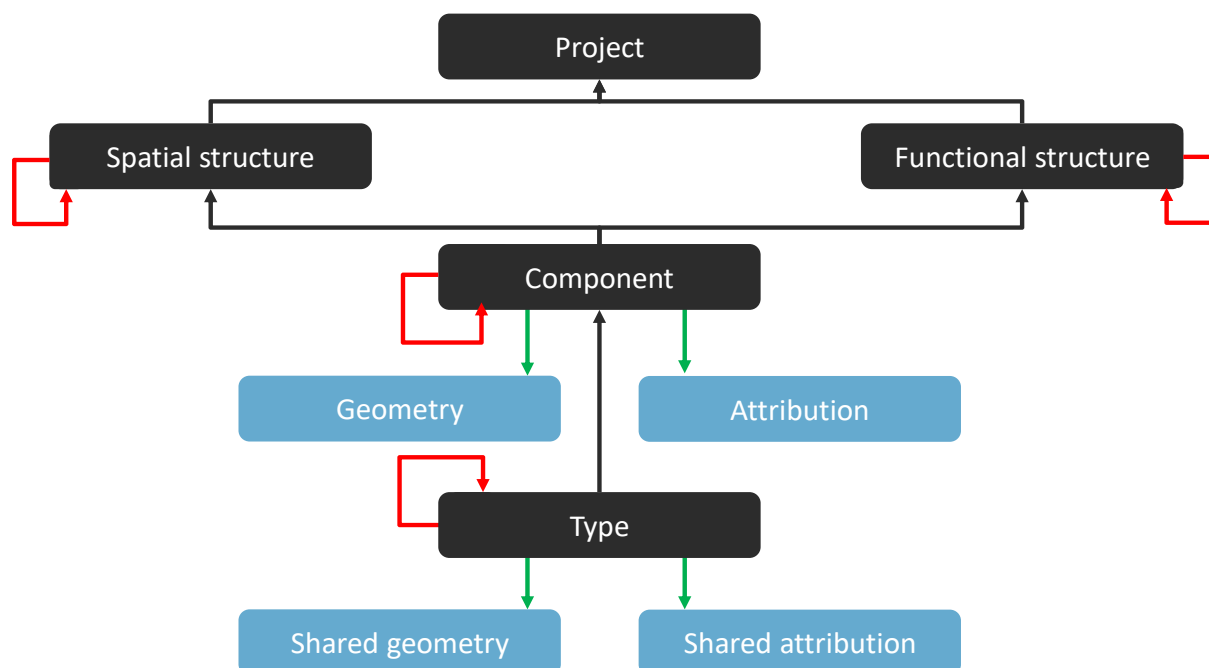 Project
Spatial structure
Functional structure
Component
Geometry
Attribution
Type
Shared geometry
Shared attribution